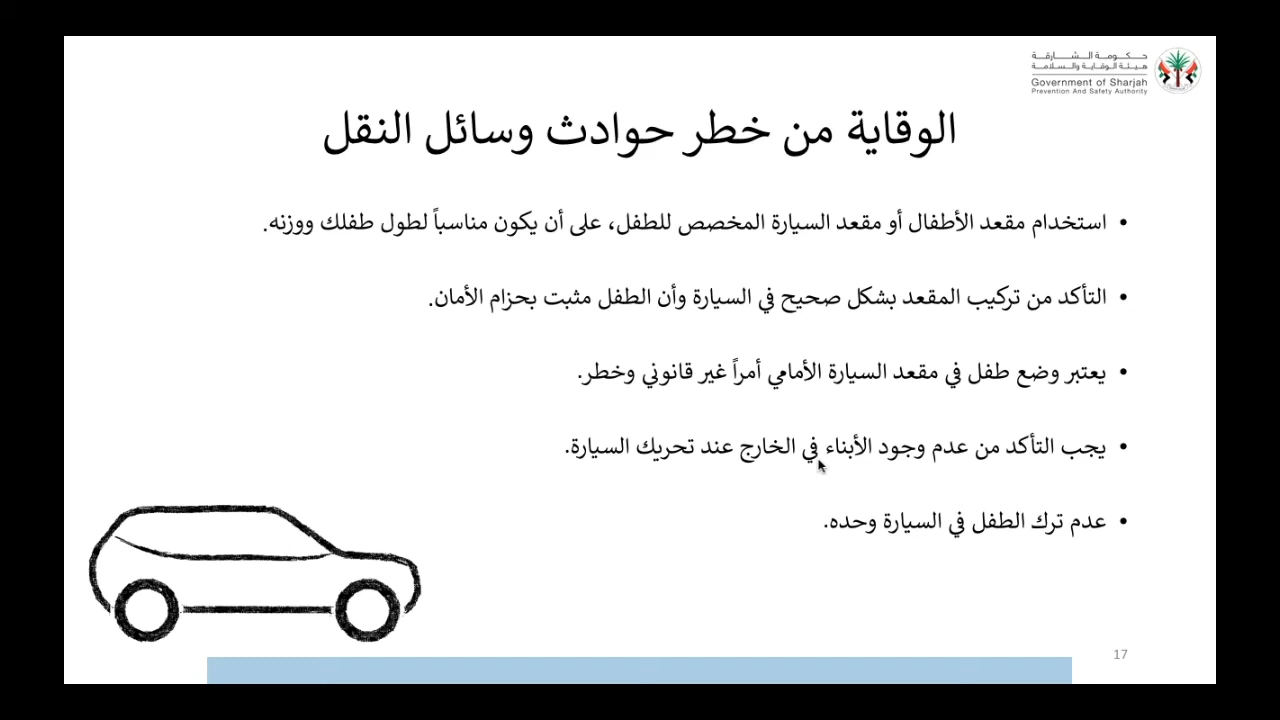 حكومة الشارقة
هيئة الوقاية والسلامة
Government of Sharjah
Prevention And Safety Authority
الوقاية من خطر حوادث وسائل النقل
• استخدام مقعد الأطفال أو مقعد السيارة المخصص للطفل، على أن يكون مناسباً لطول طفلك ووزنه.
• التأكد من تركيب المقعد بشكل صحيح في السيارة وأن الطفل مثبت بحزام الأمان.
• يعتبر وضع طفل في مقعد السيارة الأمامي أمراً غير قانوني وخطر.
• يجب التأكد من عدم وجود الأبناء في الخارج عند تحريك السيارة.
• عدم ترك الطفل في السيارة وحده.
17